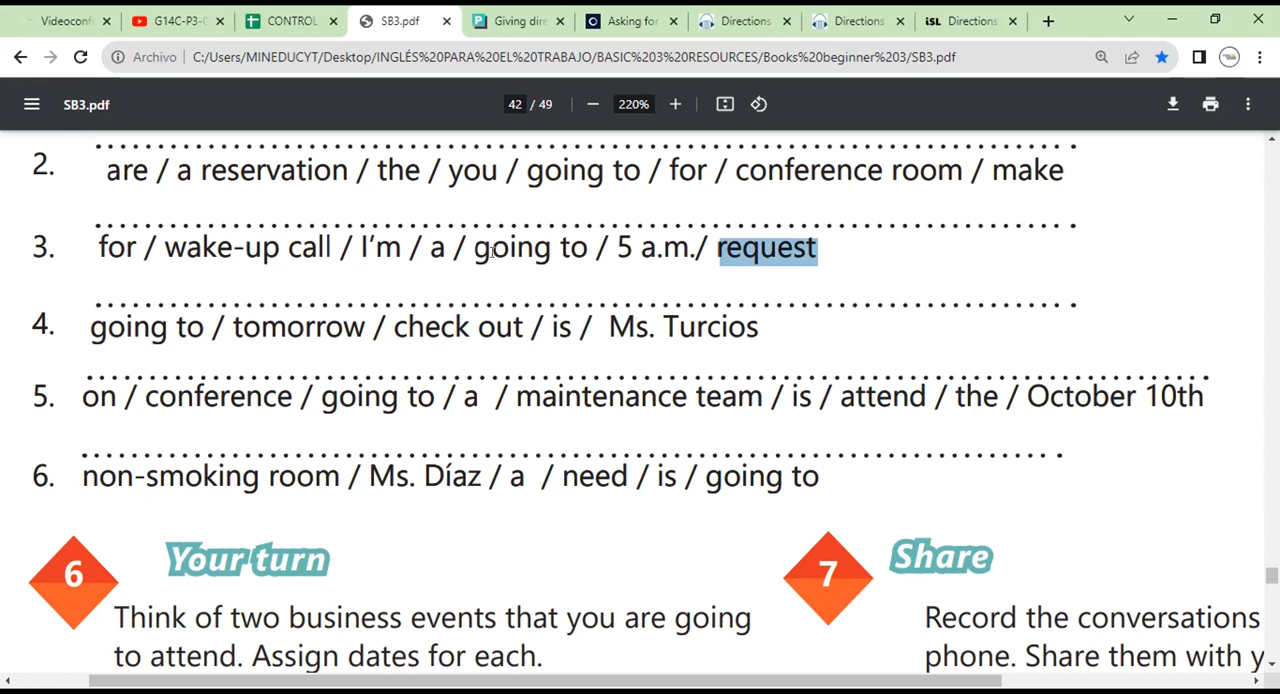 Videoconf
G14C-P3-0
CONTROL
SB3.pdf
Giving dire
Asking for
Directions
Directions
ISL Directions
Archivo C:/Users/MINEDUCYT/Desktop/INGLÉS%20PARA%20EL%20TRABAJO/BASIC%203%20RESOURCES/Books%20beginner%203/SB3.pdf
SB3.pdf 42 / 49 220%
2. are / a reservation / the / you / going to / for / conference room / make
3. for / wake-up call / I'm / a / going to / 5 a.m./ request
4. going to / tomorrow / check out / is / Ms. Turcios
5. on / conference / going to / a / maintenance team / is / attend / the / October 10th
6. non-smoking room / Ms. Díaz / a / need / is / going to
6 Your turn
Think of two business events that you are going
to attend. Assign dates for each.
7 Share
Record the conversations
phone. Share them with y